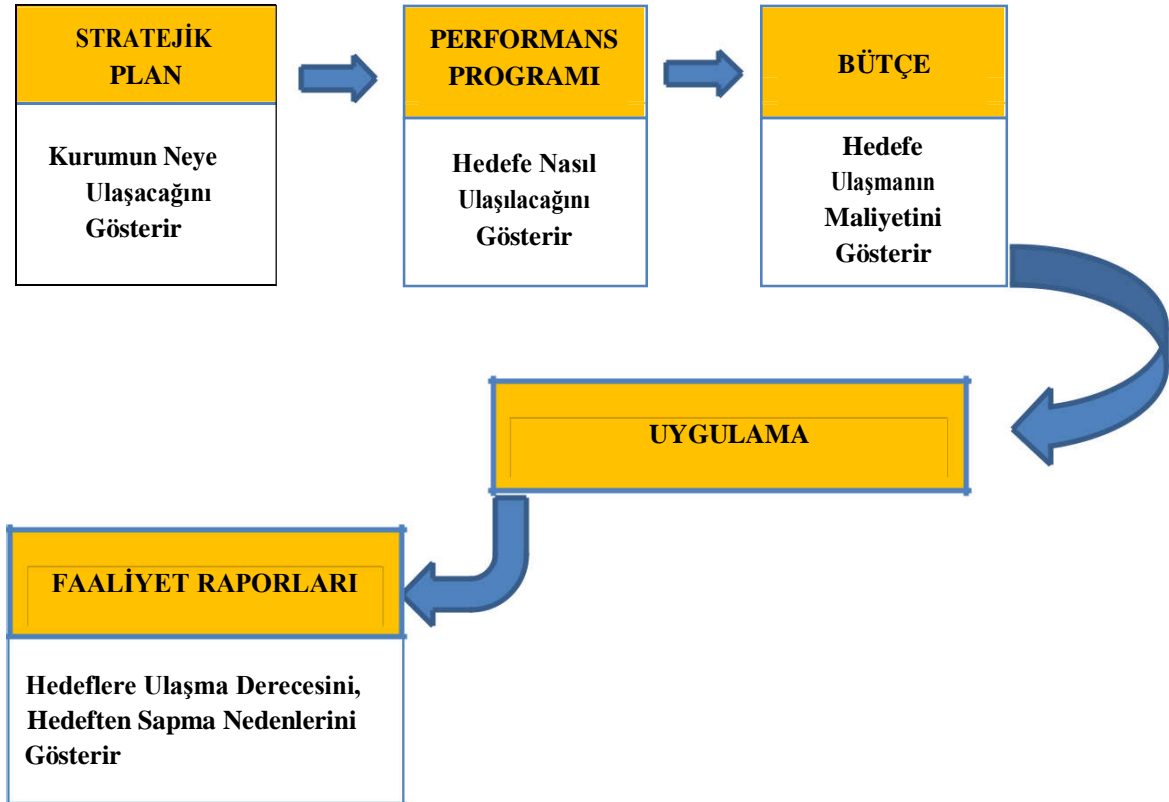 STRATEJİK
PLAN
Kurumun Neye
Ulaşacağını
Gösterir
PERFORMANS
PROGRAMI
Hedefe Nasıl
Ulaşılacağını
Gösterir
BÜTÇE
Hedefe
Ulaşmanın
Maliyetini
Gösterir
UYGULAMA
FAALİYET RAPORLARI
Hedeflere Ulaşma Derecesini,
Hedeften Sapma Nedenlerini
Gösterir